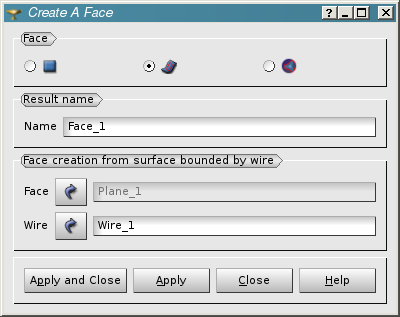 Create A Face
Face
Result name
Name Face_1
Face creation from surface bounded by wire
Face Plane_1
Wire Wire_1
Apply and Close Apply Close Help